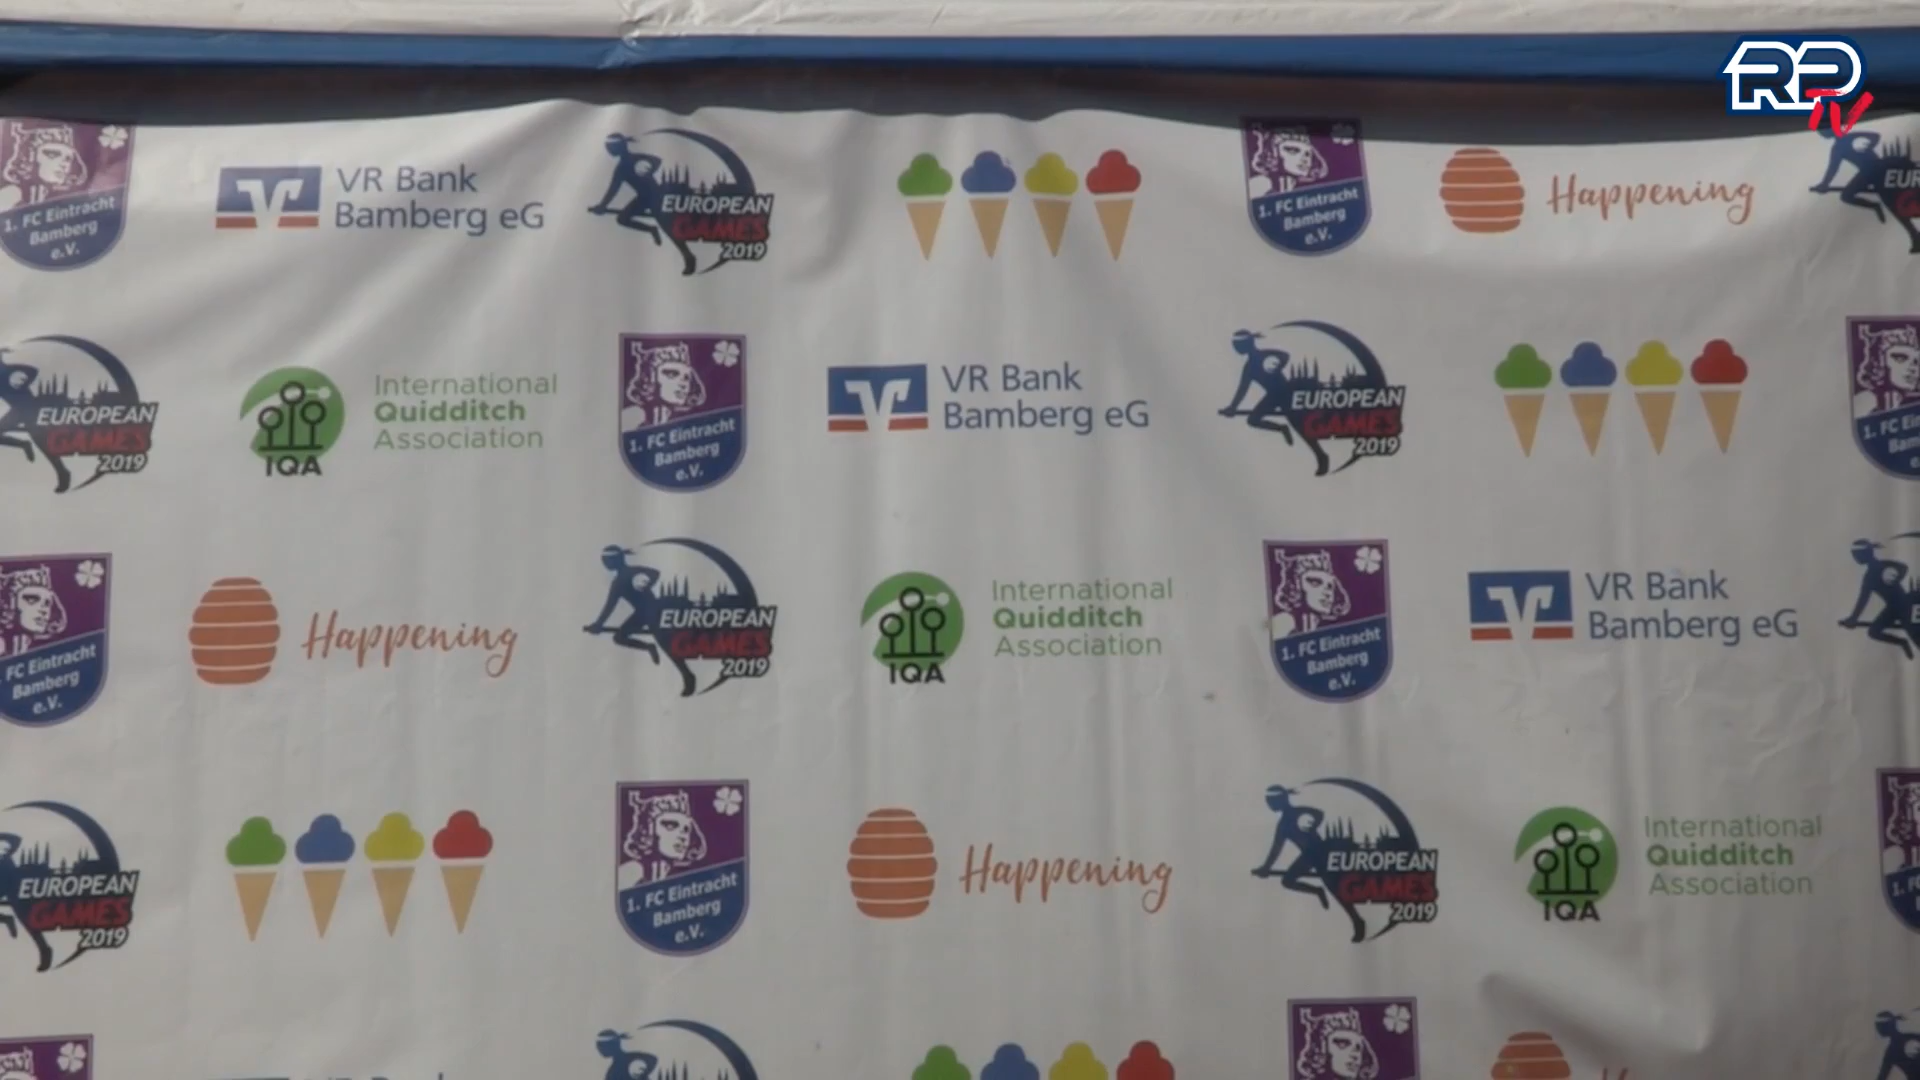 RP
TV
1. FC Eintracht
Bamberg
e.V.
VR Bank
Bamberg eG
EUROPEAN
GAMES
2019
1. FC Eintracht
Bamberg
e.V.
Happening
EUROPEAN
GAMES
2019
IQA
International
Quidditch
Association
1. FC Eintracht
Bamberg
e.V.
VR Bank
Bamberg eG
EUROPEAN
GAMES
2019
FC Eintracht
Bamberg
e.V.
Happening
EUROPEAN
GAMES
2019
IQA
International
Quidditch
Association
1. FC Eintracht
Bamberg
e.V.
VR Bank
Bamberg eG
EUROPEAN
GAMES
2019
1. FC Eintracht
Bamberg
e.V.
Happening
EUROPEAN
GAMES
2019
IQA
International
Quidditch
Association